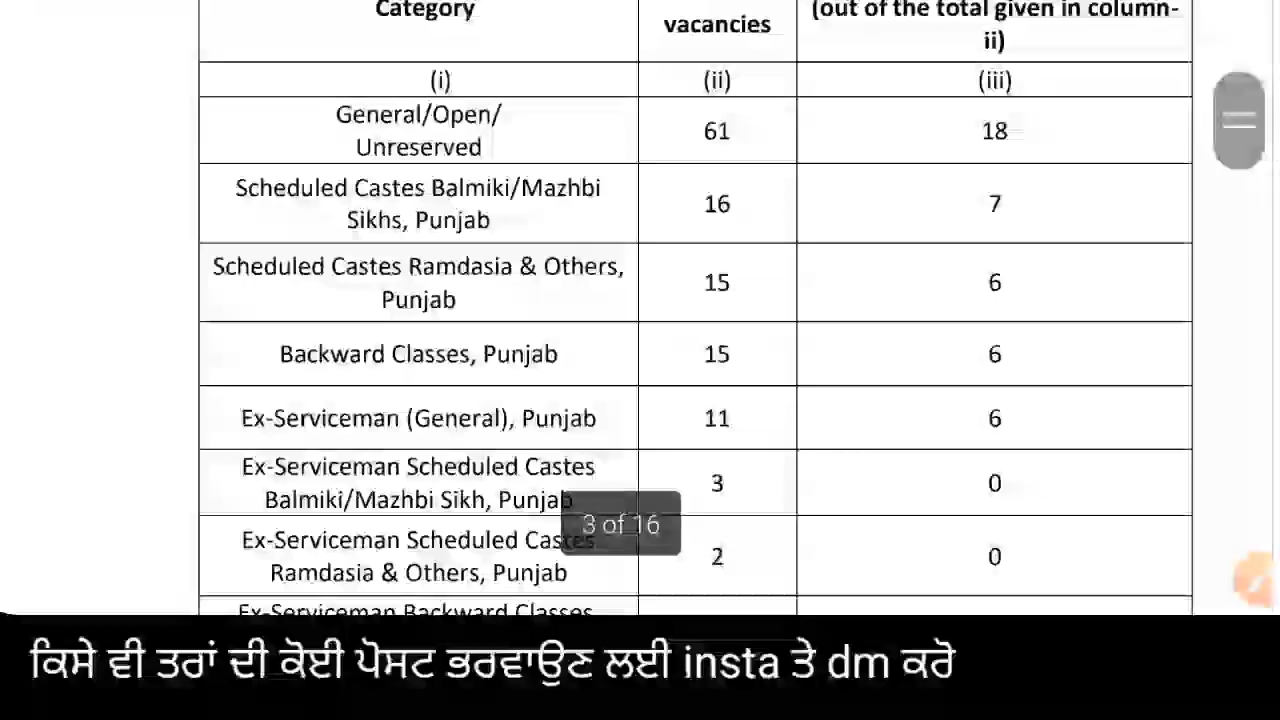 Category
vacancies
(out of the total given in column-
ii)
(i)
(ii)
(iii)
General/Open/
Unreserved
61
18
Scheduled Castes Balmiki/Mazhbi
Sikhs, Punjab
16
7
Scheduled Castes Ramdasia & Others,
Punjab
15
6
Backward Classes, Punjab
15
6
Ex-Serviceman (General), Punjab
11
6
Ex-Serviceman Scheduled Castes
Balmiki/Mazhbi Sikh, Punjab
3
0
3 of 16
Ex-Serviceman Scheduled Castes
Ramdasia & Others, Punjab
2
0
Ex-Serviceman Backward Classes
ਕਿਸੇ ਵੀ ਤਰਾਂ ਦੀ ਕੋਈ ਪੋਸਟ ਭਰਵਾਉਣ ਲਈ insta ਤੇ dm ਕਰੋ